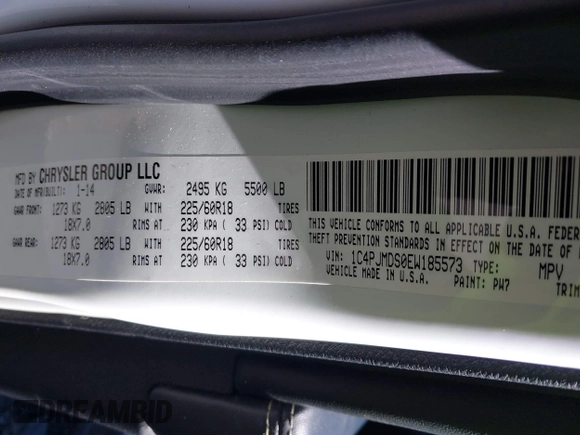 MFD BY CHRYSLER GROUP LLC
DATE OF MFG(BUILT): 1-14 GVWR: 2495 KG 5500 LB
GAWR FRONT: 1273 KG 2805 LB WITH 225/60R18 TIRES
18X7.0 RIMS AT 230 KPA ( 33 PSI) COLD
GAWR REAR: 1273 KG 2805 LB WITH 225/60R18 TIRES
18X7.0 RIMS AT 230 KPA ( 33 PSI) COLD
THIS VEHICLE CONFORMS TO ALL APPLICABLE U.S.A. FEDER
THEFT PREVENTION STANDARDS IN EFFECT ON THE DATE OF
VIN: 1C4PJMDS0EW185573 TYPE: MPV
VEHICLE MADE IN U.S.A. PAINT: PW7
TRIM
DREAMBID